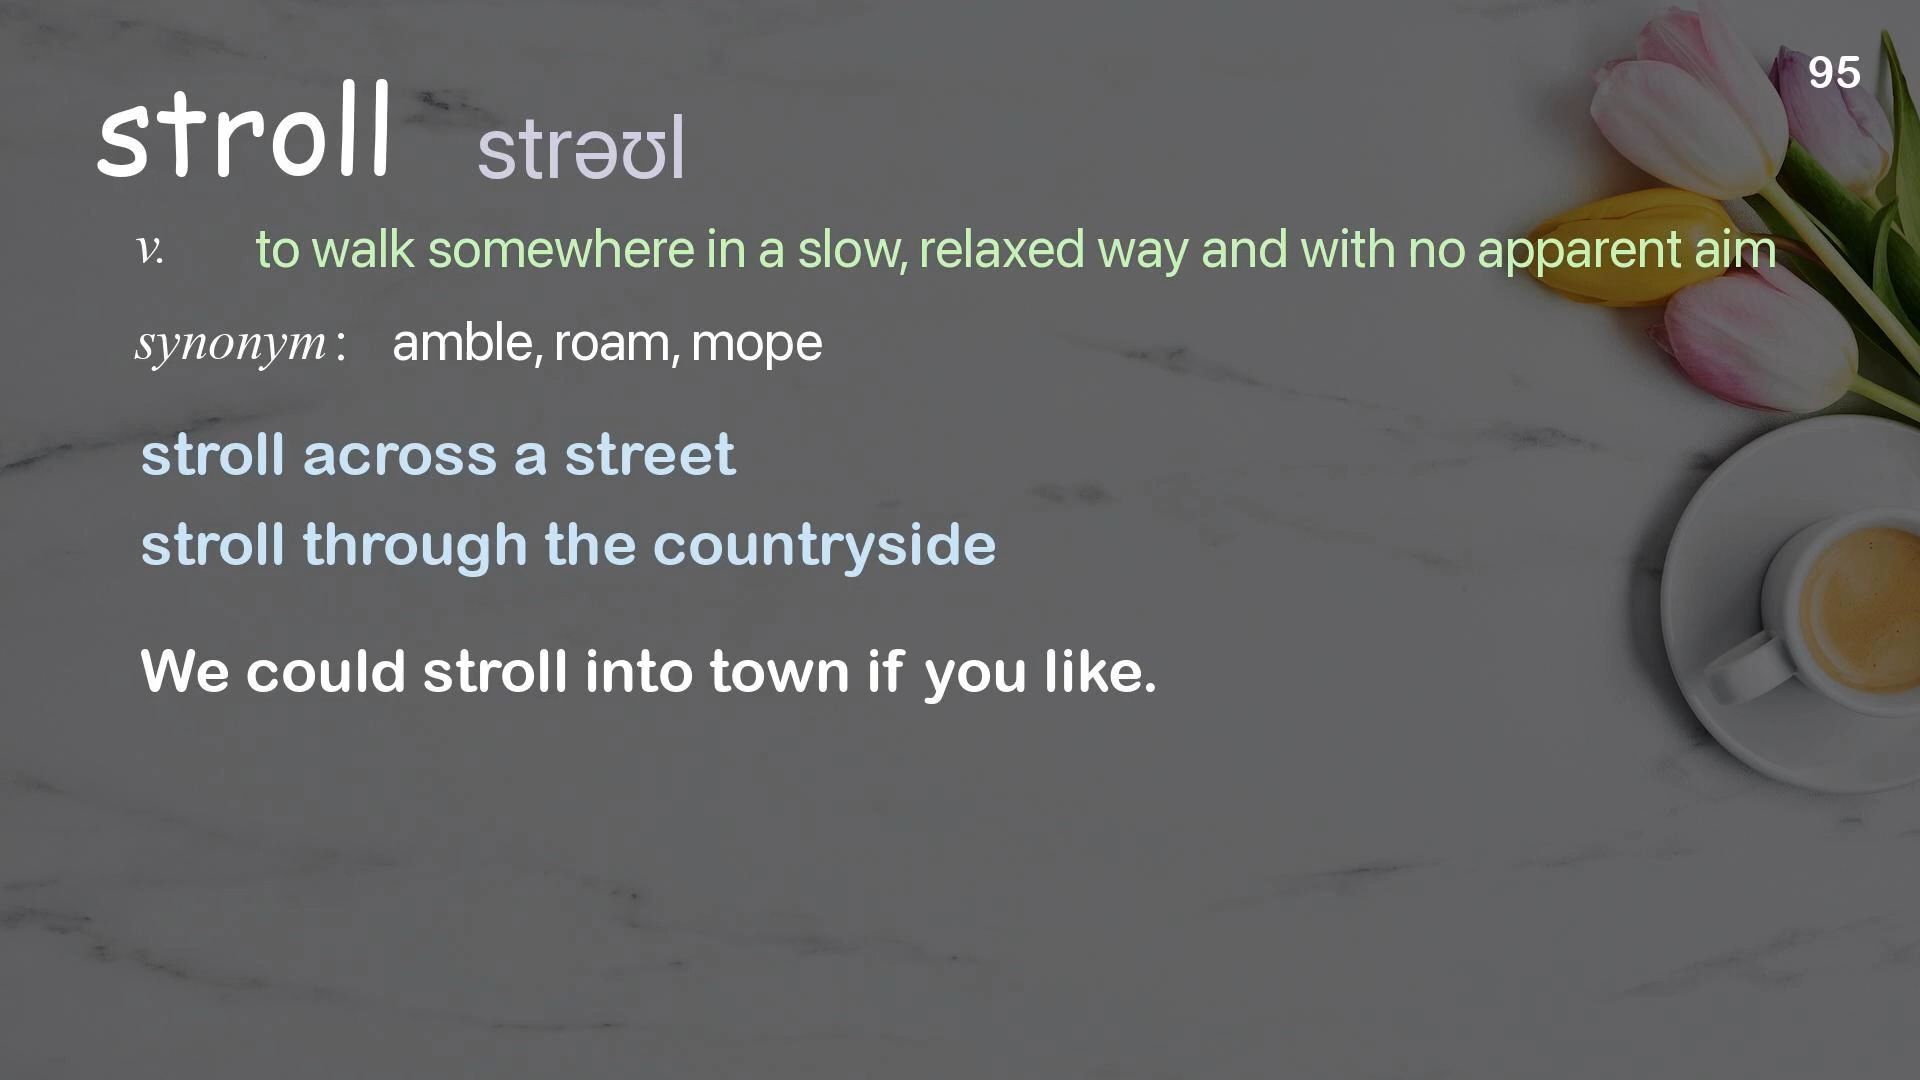 95
stroll strəʊl
v. to walk somewhere in a slow, relaxed way and with no apparent aim
synonym: amble, roam, mope
stroll across a street
stroll through the countryside
We could stroll into town if you like.